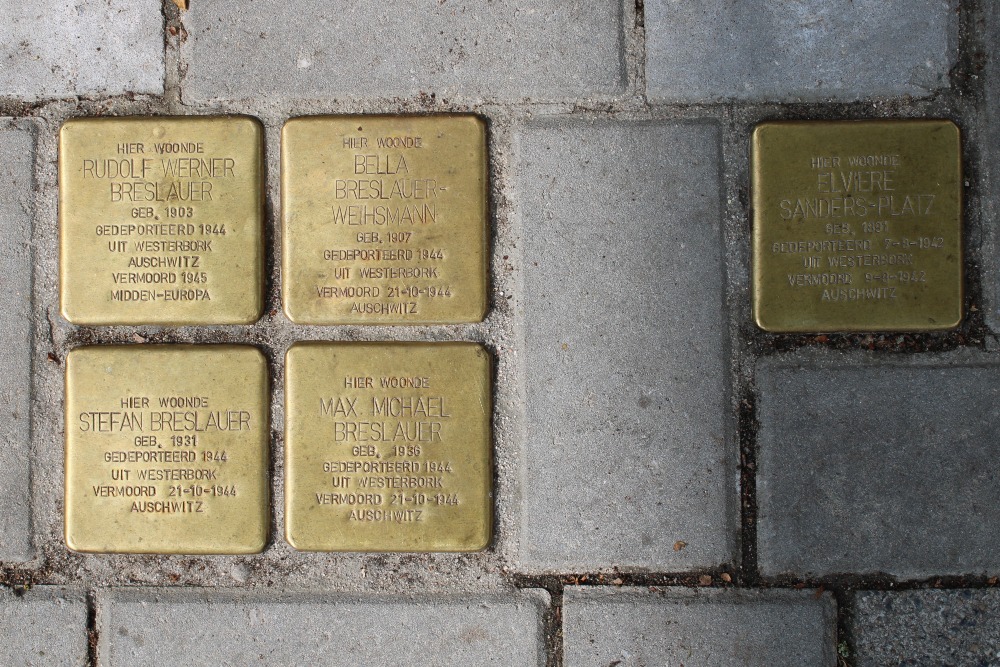 HIER WOONDE
RUDOLF WERNER
BRESLAUER
GEB. 1903
GEDEPORTEERD 1944
UIT WESTERBORK
AUSCHWITZ
VERMOORD 1945
MIDDEN-EUROPA
HIER WOONDE
BELLA
BRESLAUER-
WEIHSMANN
GEB. 1907
GEDEPORTEERD 1944
UIT WESTERBORK
VERMOORD 21-10-1944
AUSCHWITZ
HIER WOONDE
ELVIERE
SANDERS-PLATZ
GEB. 1891
GEDEPORTEERD 7-8-1942
UIT WESTERBORK
VERMOORD 9-8-1942
AUSCHWITZ
HIER WOONDE
STEFAN BRESLAUER
GEB. 1931
GEDEPORTEERD 1944
UIT WESTERBORK
VERMOORD 21-10-1944
AUSCHWITZ
HIER WOONDE
MAX. MICHAEL
BRESLAUER
GEB. 1936
GEDEPORTEERD 1944
UIT WESTERBORK
VERMOORD 21-10-1944
AUSCHWITZ